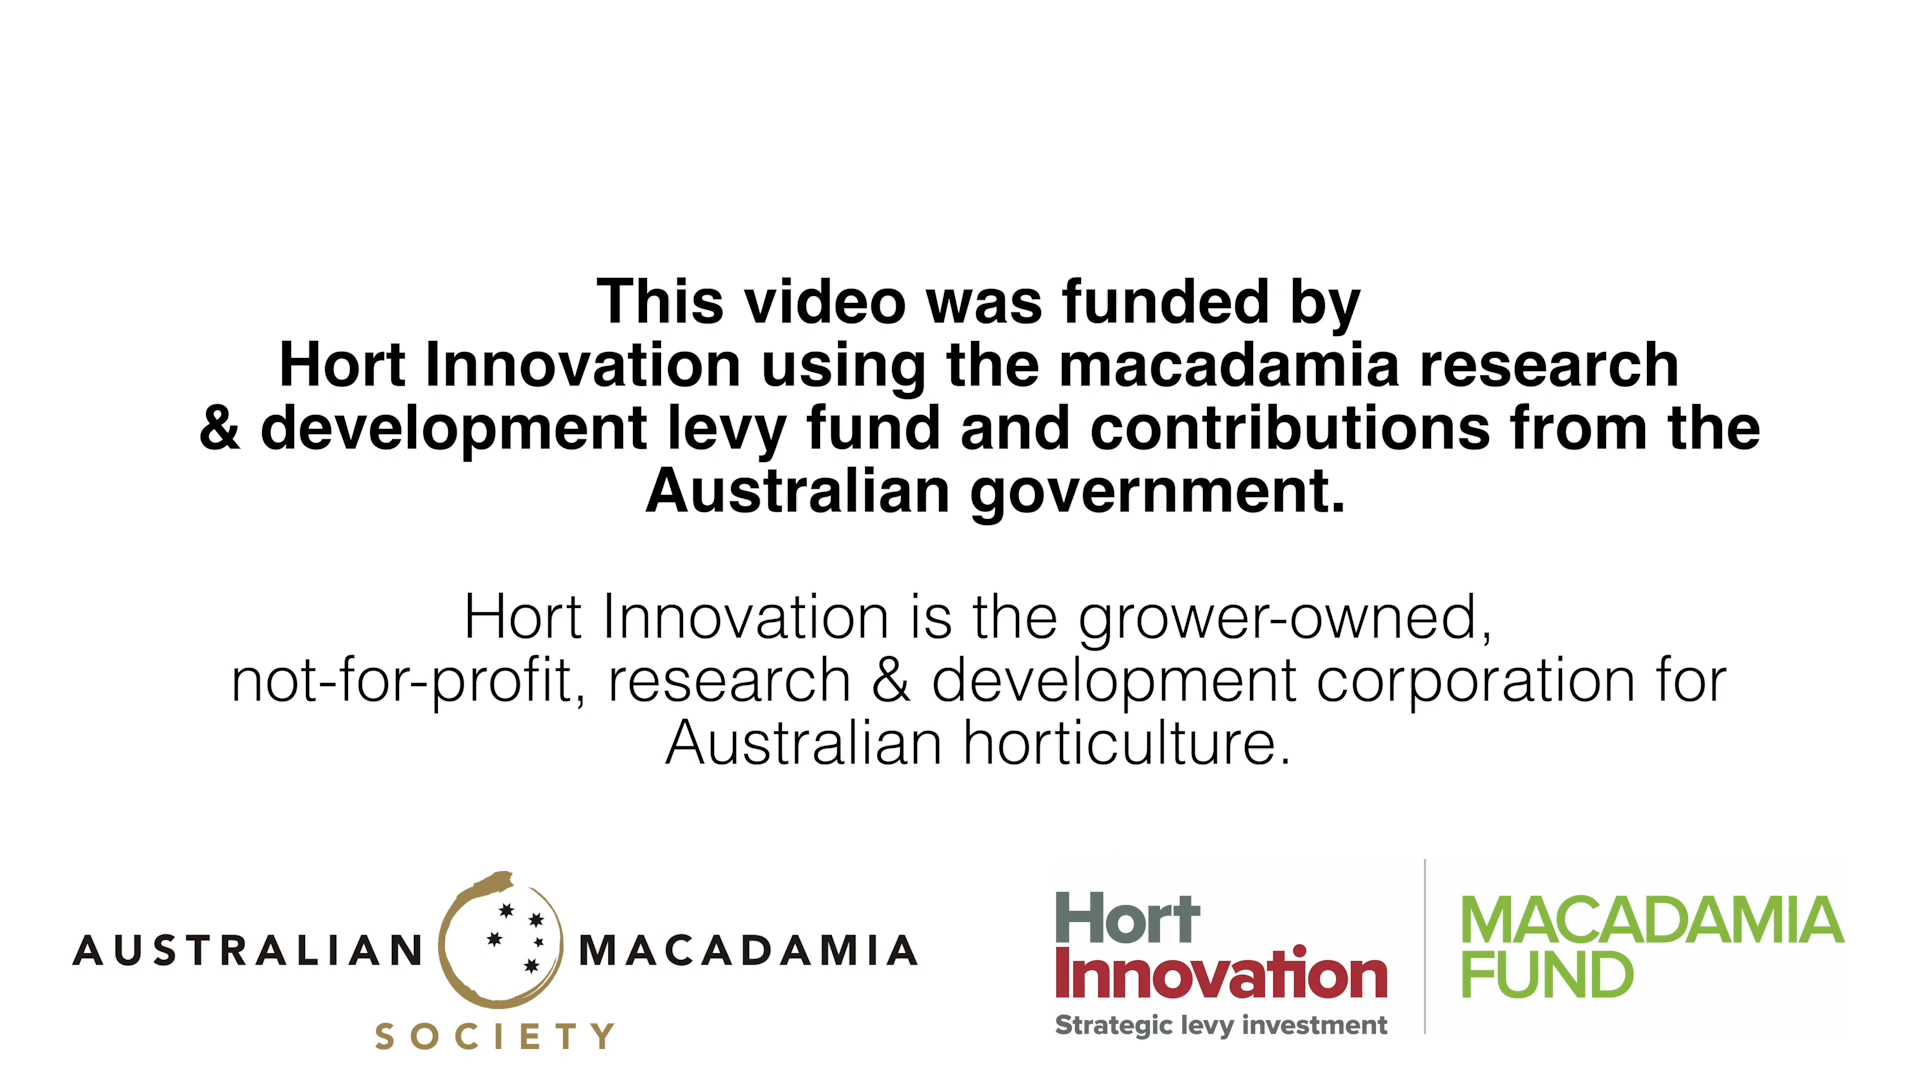 This video was funded by
Hort Innovation using the macadamia research
& development levy fund and contributions from the
Australian government.
Hort Innovation is the grower-owned,
not-for-profit, research & development corporation for
Australian horticulture.
AUSTRALIAN MACADAMIA
SOCIETY
Hort
Innovation
Strategic levy investment
MACADAMIA
FUND